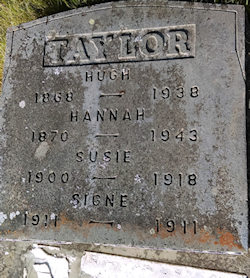 TAYLOR
HUGH
1868 — 1938
HANNAH
1870 — 1943
SUSIE
1900 — 1918
SIGNE
1911 — 1911